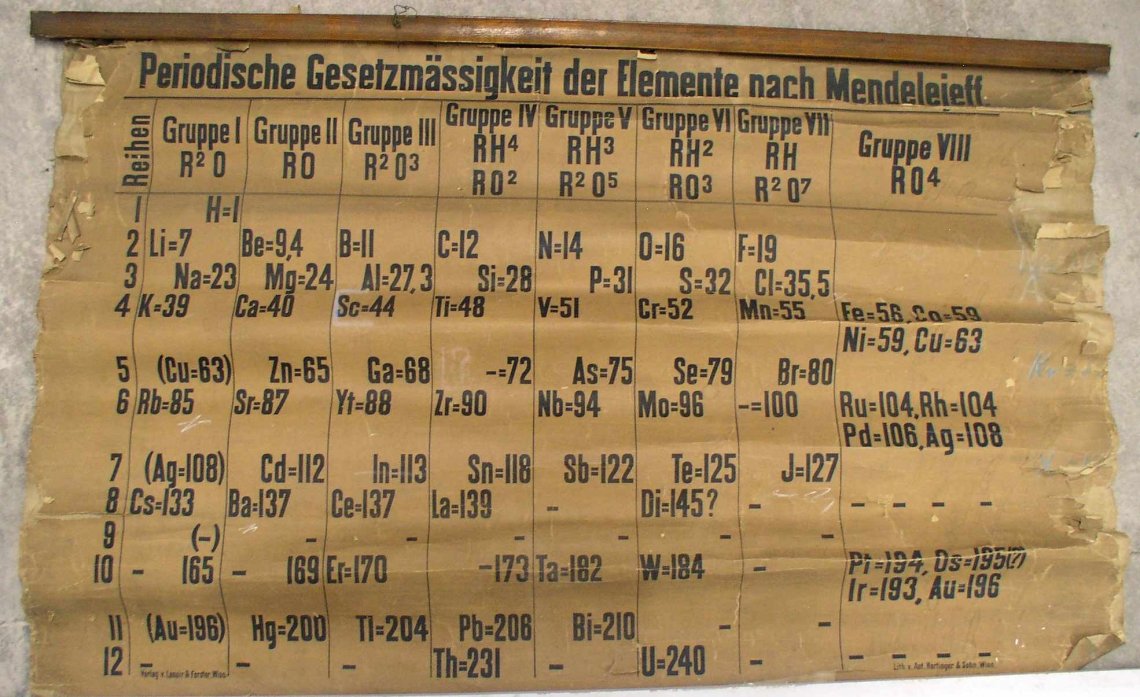 Periodische Gesetzmässigkeit der Elemente nach Mendelejeff.
Reihen Gruppe I Gruppe II Gruppe III Gruppe IV Gruppe V Gruppe VI Gruppe VII Gruppe VIII
RH⁴ RH³ RH² RH
R² O RO R² O³ RO² R² O⁵ RO³ R² O⁷ RO⁴
1 H=1
2 Li=7 Be=9,4 B=11 C=12 N=14 O=16 F=19
3 Na=23 Mg=24 Al=27,3 Si=28 P=31 S=32 Cl=35,5
4 K=39 Ca=40 Sc=44 Ti=48 V=51 Cr=52 Mn=55 Fe=56, Co=59
Ni=59, Cu=63
5 (Cu=63) Zn=65 Ga=68 -=72 As=75 Se=79 Br=80
6 Rb=85 Sr=87 Yt=88 Zr=90 Nb=94 Mo=96 -=100 Ru=104, Rh=104
Pd=106, Ag=108
7 (Ag=108) Cd=112 In=113 Sn=118 Sb=122 Te=125 J=127
8 Cs=133 Ba=137 Ce=137 La=139 - Di=145? - - - - -
9 (-) - - - - - -
10 - 165 - 169 Er=170 -173 Ta=182 W=184 - Pt=194, Os=195(?)
Ir=193, Au=196
11 (Au=196) Hg=200 Tl=204 Pb=206 Bi=210 - -
12 - - - Th=231 - U=240 - - - - -
Verlag v. Lenoir & Forster, Wien. Lith. v. Ant. Hartinger & Sohn, Wien.